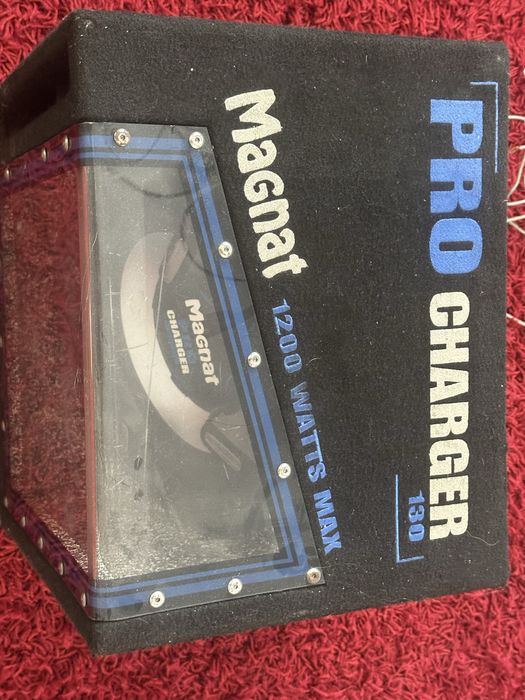 PRO CHARGER
130
Magnat
1200 WATTS MAX
Magnat
CHARGER